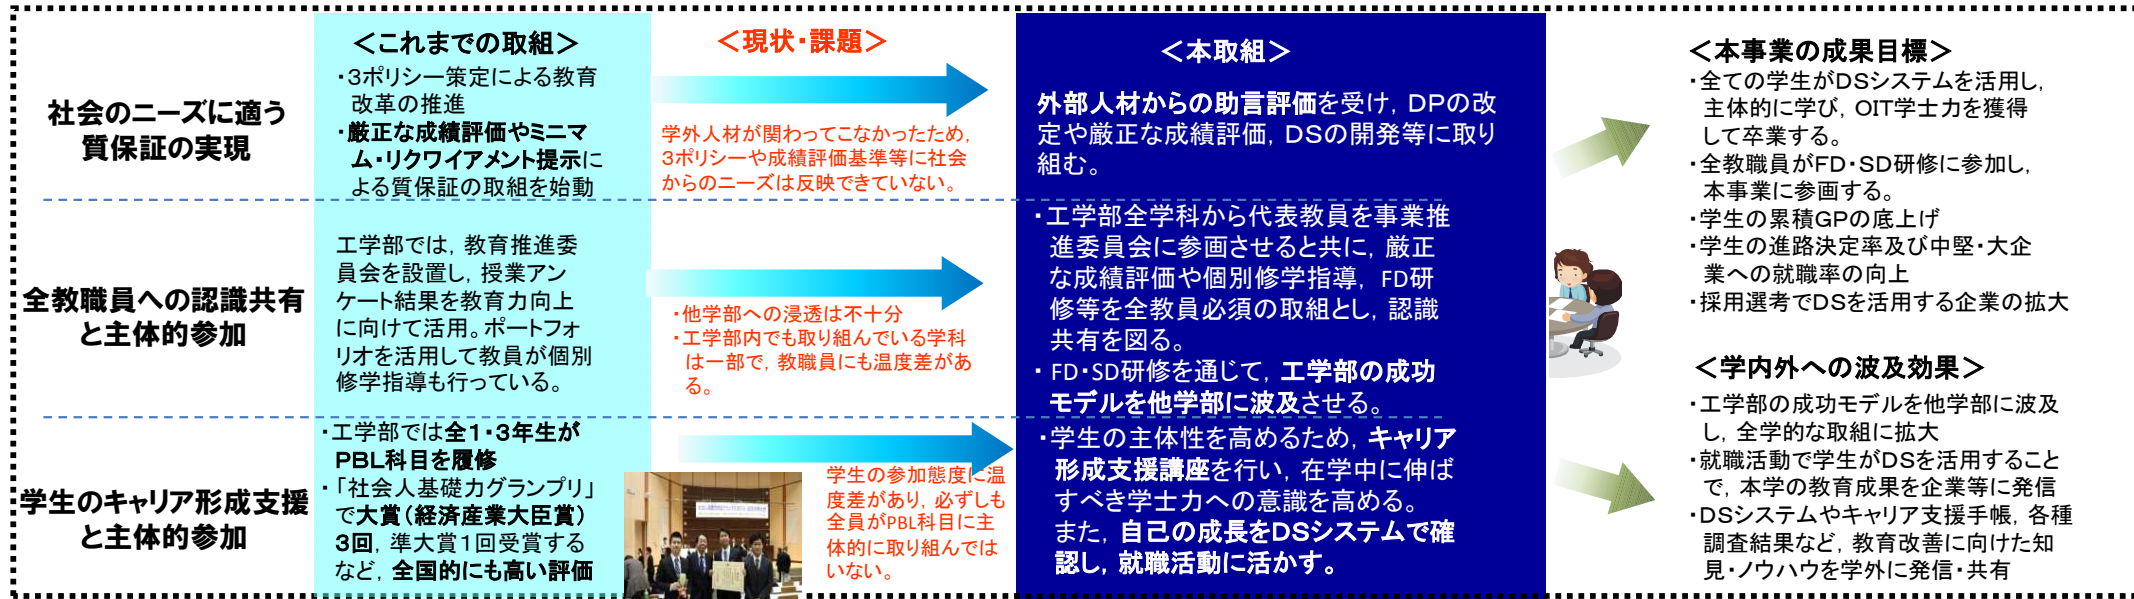 社会のニーズに適う
質保証の実現
＜これまでの取組＞
・3ポリシー策定による教育
改革の推進
・厳正な成績評価やミニマ
ム・リクワイアメント提示に
よる質保証の取組を始動
＜現状・課題＞
学外人材が関わってこなかったため，
3ポリシーや成績評価基準等に社会
からのニーズは反映できていない。
＜本取組＞
外部人材からの助言評価を受け，DPの改
定や厳正な成績評価，DSの開発等に取り
組む。
全教職員への認識共有
と主体的参加
工学部では，教育推進委
員会を設置し，授業アン
ケート結果を教育力向上
に向けて活用。ポートフォ
リオを活用して教員が個別
修学指導も行っている。
・他学部への浸透は不十分
・工学部内でも取り組んでいる学科
は一部で，教職員にも温度差があ
る。
・工学部全学科から代表教員を事業推
進委員会に参画させると共に，厳正
な成績評価や個別修学指導，FD研
修等を全教員必須の取組とし，認識
共有を図る。
・FD・SD研修を通じて，工学部の成功
モデルを他学部に波及させる。
学生のキャリア形成支援
と主体的参加
・工学部では全1・3年生が
PBL科目を履修
・「社会人基礎力グランプリ」
で大賞（経済産業大臣賞）
3回，準大賞1回受賞する
など，全国的にも高い評価
学生の参加態度に温
度差があり，必ずしも
全員がPBL科目に主
体的に取り組んでは
いない。
・学生の主体性を高めるため，キャリア
形成支援講座を行い，在学中に伸ば
すべき学士力への意識を高める。
また，自己の成長をDSシステムで確
認し，就職活動に活かす。
＜本事業の成果目標＞
・全ての学生がDSシステムを活用し，
主体的に学び，OIT学士力を獲得
して卒業する。
・全教職員がFD・SD研修に参加し，
本事業に参画する。
・学生の累積GPの底上げ
・学生の進路決定率及び中堅・大企
業への就職率の向上
・採用選考でDSを活用する企業の拡大
＜学内外への波及効果＞
・工学部の成功モデルを他学部に波及
し，全学的な取組に拡大
・就職活動で学生がDSを活用すること
で，本学の教育成果を企業等に発信
・DSシステムやキャリア支援手帳，各種
調査結果など，教育改善に向けた知
見・ノウハウを学外に発信・共有